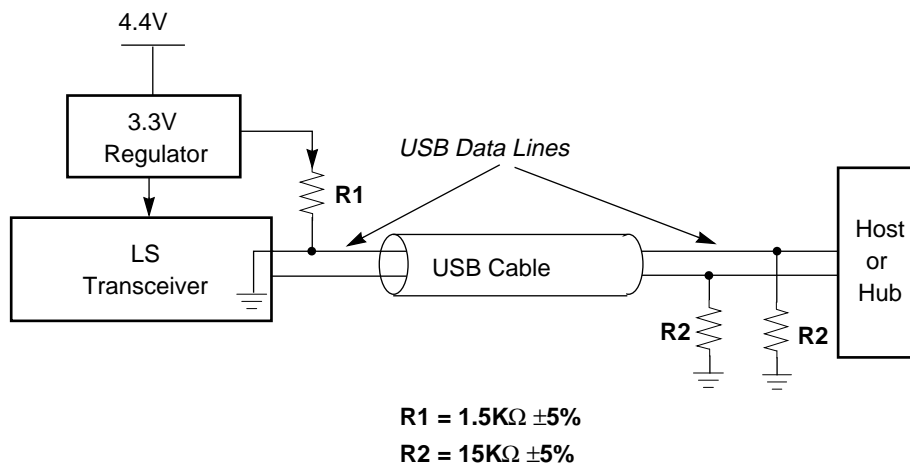 4.4V
3.3V
Regulator
R1
USB Data Lines
LS
Transceiver
USB Cable
Host
or
Hub
R2
R2
R1 = 1.5KΩ ±5%
R2 = 15KΩ ±5%